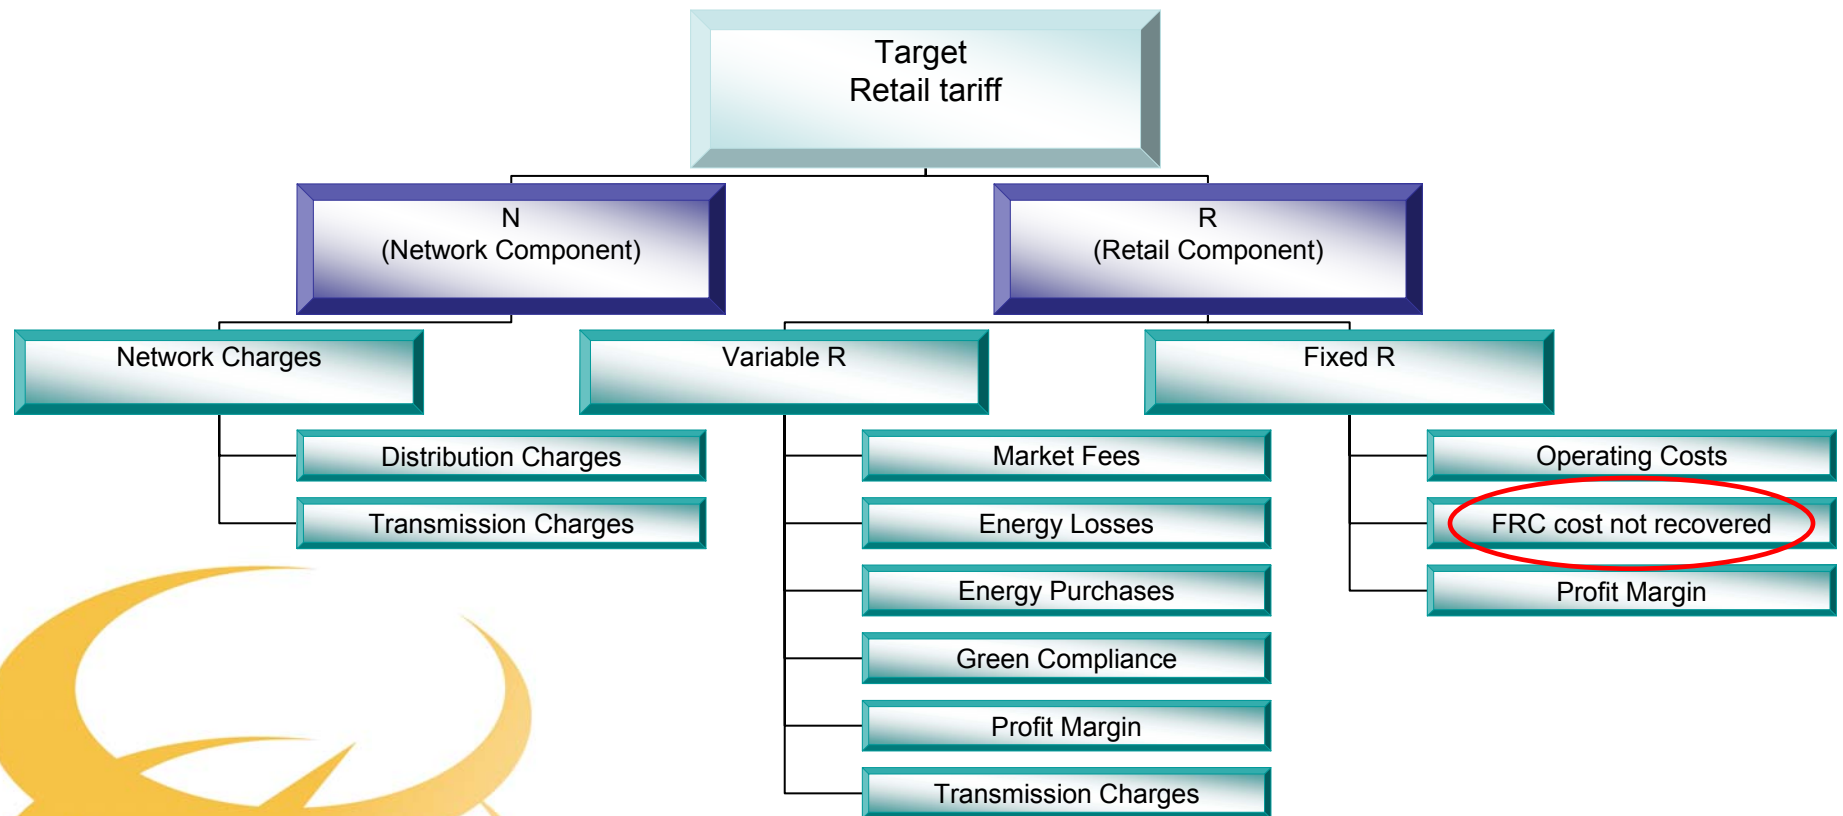 Target
Retail tariff
N
(Network Component)
R
(Retail Component)
Network Charges
Variable R
Fixed R
Distribution Charges
Transmission Charges
Market Fees
Energy Losses
Energy Purchases
Green Compliance
Profit Margin
Transmission Charges
Operating Costs
FRC cost not recovered
Profit Margin